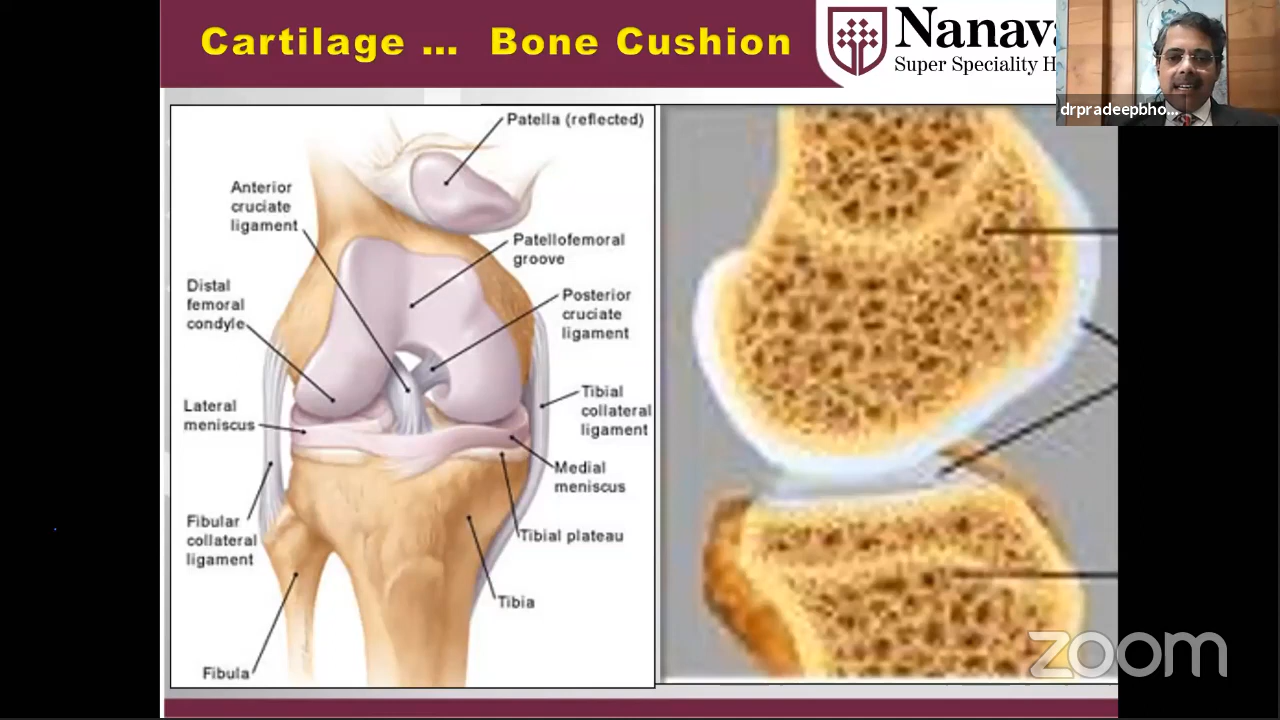 Cartilage ... Bone Cushion
Nanava
Super Speciality H
drpradeepbho...
Patella (reflected)
Anterior
cruciate
ligament
Patellofemoral
groove
Distal
femoral
condyle
Posterior
cruciate
ligament
Lateral
meniscus
Tibial
collateral
ligament
Medial
meniscus
Fibular
collateral
ligament
Tibial plateau
Tibia
Fibula
zoom